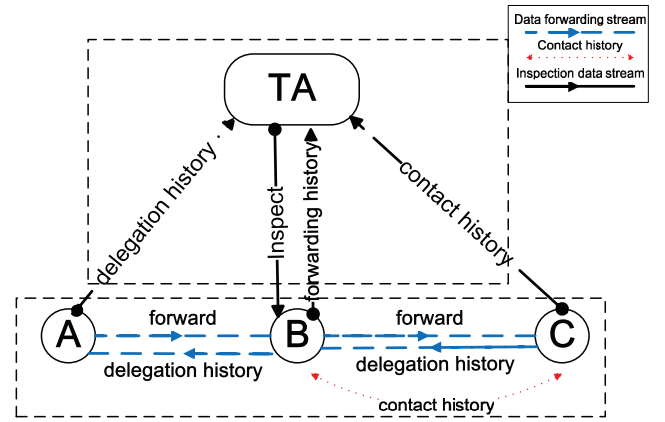 Data forwarding stream
Contact history
Inspection data stream
TA
delegation history
Inspect
forwarding history
contact history
A
forward
B
forward
C
delegation history
delegation history
contact history